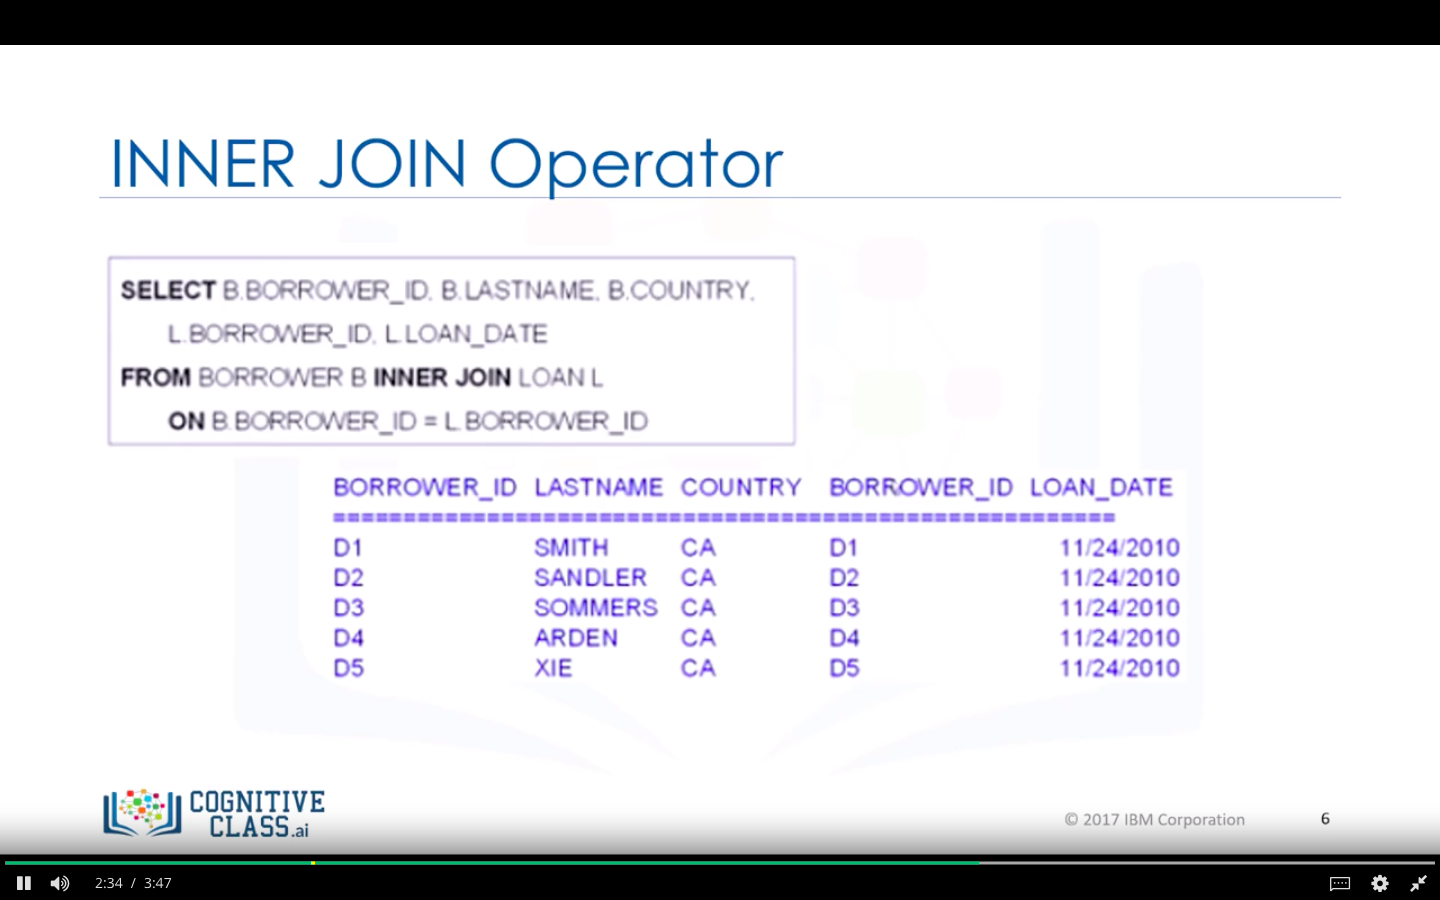 INNER JOIN Operator
SELECT B.BORROWER_ID, B.LASTNAME, B.COUNTRY,
L.BORROWER_ID, L.LOAN_DATE
FROM BORROWER B INNER JOIN LOAN L
ON B.BORROWER_ID = L.BORROWER_ID
BORROWER_ID LASTNAME COUNTRY BORROWER_ID LOAN_DATE
=======================================================
D1 SMITH CA D1 11/24/2010
D2 SANDLER CA D2 11/24/2010
D3 SOMMERS CA D3 11/24/2010
D4 ARDEN CA D4 11/24/2010
D5 XIE CA D5 11/24/2010
COGNITIVE
CLASS.ai
© 2017 IBM Corporation 6
2:34 / 3:47